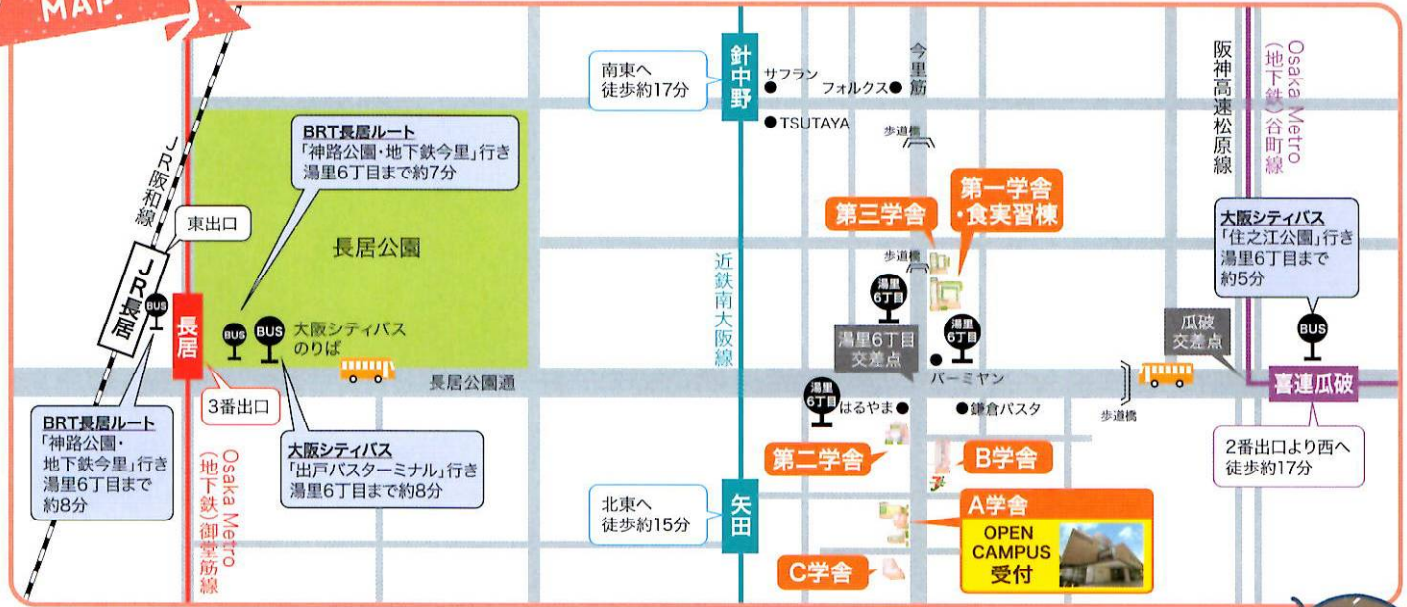 MAP
JR阪和線
東出口
JR長居
BUS
長居
3番出口
BRT長居ルート
「神路公園・
地下鉄今里」行き
湯里6丁目まで
約8分
Osaka Metro
(地下鉄)御堂筋線
BRT長居ルート
「神路公園・地下鉄今里」行き
湯里6丁目まで約7分
長居公園
BUS
BUS
大阪シティバス
のりば
長居公園通
大阪シティバス
「出戸バスターミナル」行き
湯里6丁目まで約8分
南東へ
徒歩約17分
針中野
サフラン
フォルクス
TSUTAYA
今里筋
歩道橋
近鉄南大阪線
第三学舎
第一学舎
・食実習棟
歩道橋
湯里
6丁目
湯里6丁目
交差点
湯里
6丁目
バーミヤン
湯里
6丁目
はるやま
鎌倉パスタ
第二学舎
B学舎
北東へ
徒歩約15分
矢田
A学舎
OPEN
CAMPUS
受付
C学舎
阪神高速松原線
Osaka Metro
(地下鉄)谷町線
大阪シティバス
「住之江公園」行き
湯里6丁目まで
約5分
BUS
瓜破
交差点
歩道橋
喜連瓜破
2番出口より西へ
徒歩約17分